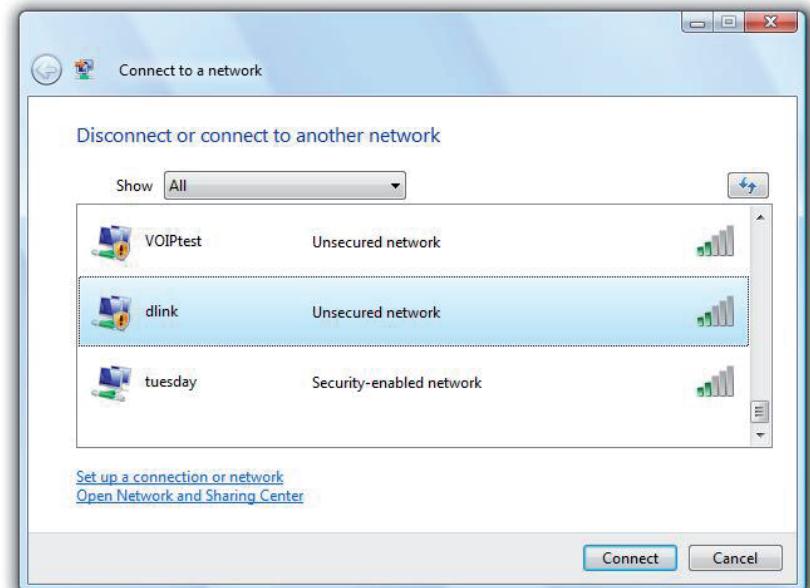 Connect to a network
Disconnect or connect to another network
Show All
VOIPtest Unsecured network
dlink Unsecured network
tuesday Security-enabled network
Set up a connection or network
Open Network and Sharing Center
Connect Cancel